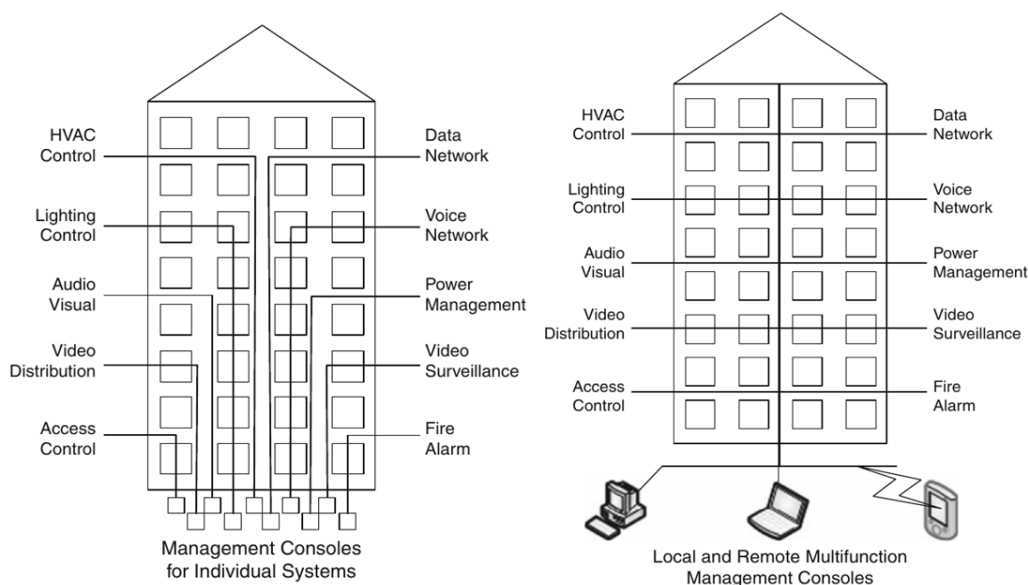 HVAC
Control
Data
Network
Lighting
Control
Voice
Network
Audio
Visual
Power
Management
Video
Distribution
Video
Surveillance
Access
Control
Fire
Alarm
Management Consoles
for Individual Systems
HVAC
Control
Data
Network
Lighting
Control
Voice
Network
Audio
Visual
Power
Management
Video
Distribution
Video
Surveillance
Access
Control
Fire
Alarm
Local and Remote Multifunction
Management Consoles